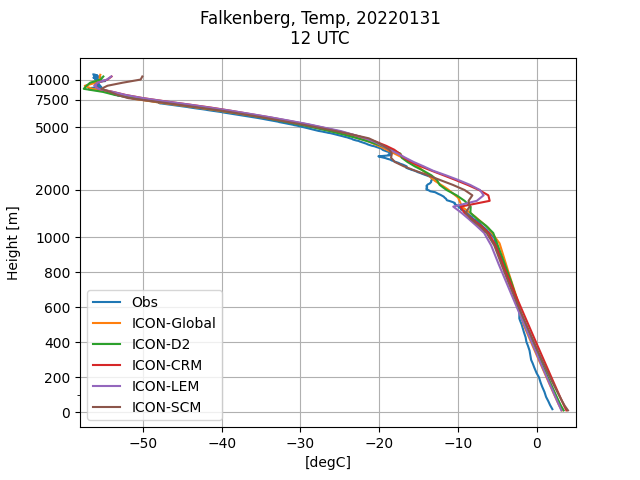 Falkenberg, Temp, 20220131
12 UTC
Height [m]
10000
7500
5000
2000
1000
800
600
400
200
0
Obs
ICON-Global
ICON-D2
ICON-CRM
ICON-LEM
ICON-SCM
−50
−40
−30
−20
−10
0
[degC]